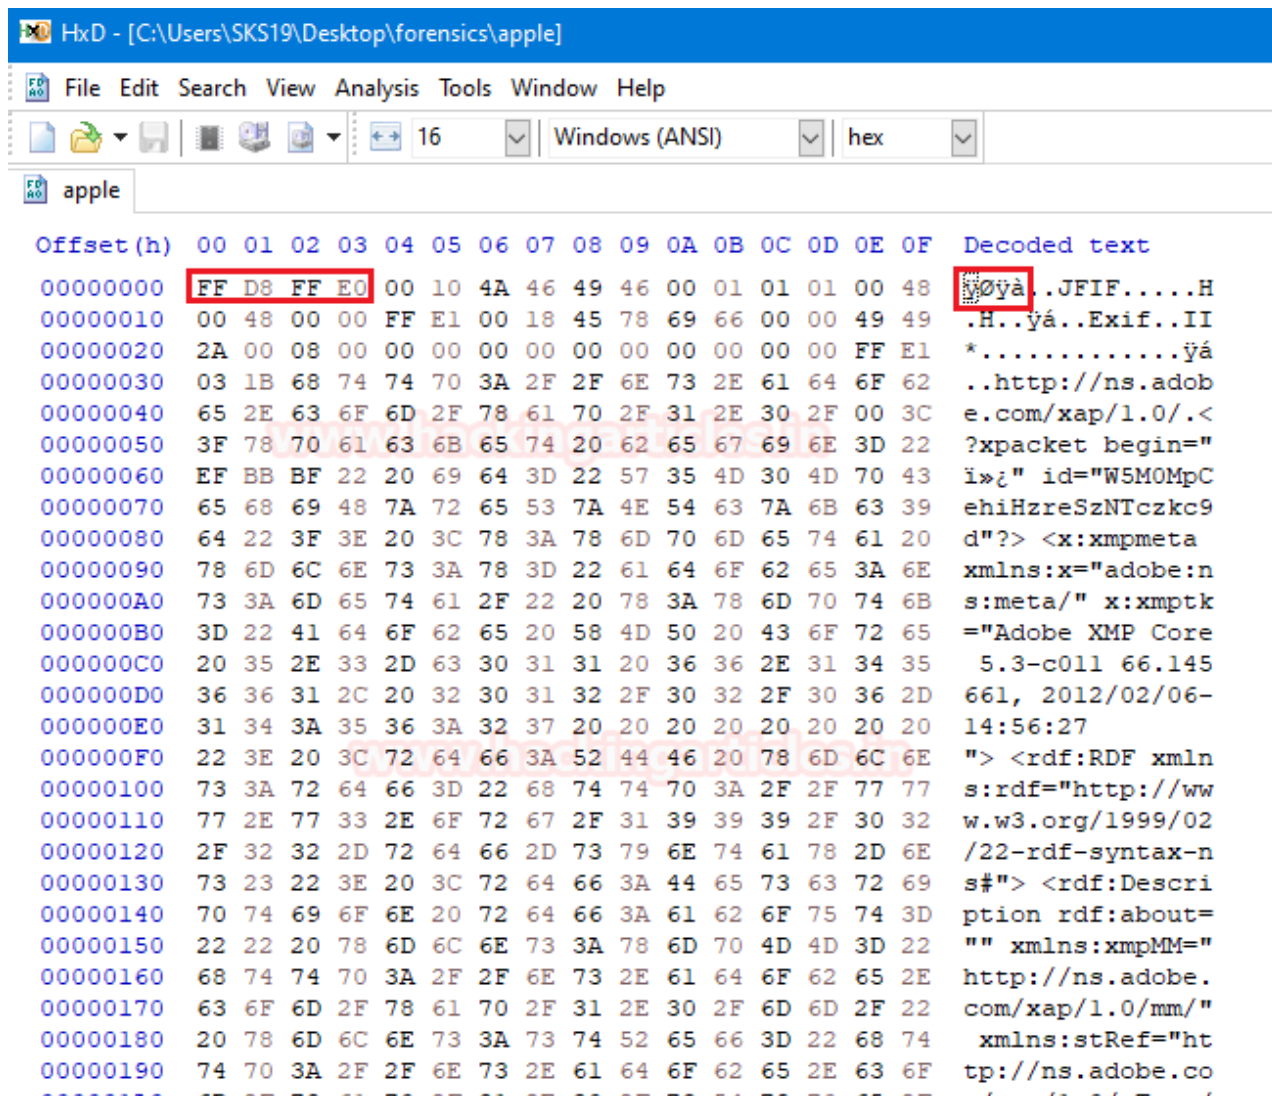 HxD - [C:\Users\SKS19\Desktop\forensics\apple]
File Edit Search View Analysis Tools Window Help
16 Windows (ANSI) hex
apple
Offset(h) 00 01 02 03 04 05 06 07 08 09 0A 0B 0C 0D 0E 0F Decoded text
00000000 FF D8 FF E0 00 10 4A 46 49 46 00 01 01 01 00 48 ÿØÿà..JFIF.....H
00000010 00 48 00 00 FF E1 00 18 45 78 69 66 00 00 49 49 .H..ÿá..Exif..II
00000020 2A 00 08 00 00 00 00 00 00 00 00 00 00 00 FF E1 *.............ÿá
00000030 03 1B 68 74 74 70 3A 2F 2F 6E 73 2E 61 64 6F 62 ..http://ns.adob
00000040 65 2E 63 6F 6D 2F 78 61 70 2F 31 2E 30 2F 00 3C e.com/xap/1.0/.<
00000050 3F 78 70 61 63 6B 65 74 20 62 65 67 69 6E 3D 22 ?xpacket begin="
00000060 EF BB BF 22 20 69 64 3D 22 57 35 4D 30 4D 70 43 ï»¿" id="W5M0MpC
00000070 65 68 69 48 7A 72 65 53 7A 4E 54 63 7A 6B 63 39 ehiHzreSzNTczkc9
00000080 64 22 3F 3E 20 3C 78 3A 78 6D 70 6D 65 74 61 20 d"?> <x:xmpmeta
00000090 78 6D 6C 6E 73 3A 78 3D 22 61 64 6F 62 65 3A 6E xmlns:x="adobe:n
000000A0 73 3A 6D 65 74 61 2F 22 20 78 3A 78 6D 70 74 6B s:meta/" x:xmptk
000000B0 3D 22 41 64 6F 62 65 20 58 4D 50 20 43 6F 72 65 ="Adobe XMP Core
000000C0 20 35 2E 33 2D 63 30 31 31 20 36 36 2E 31 34 35 5.3-c011 66.145
000000D0 36 36 31 2C 20 32 30 31 32 2F 30 32 2F 30 36 2D 661, 2012/02/06-
000000E0 31 34 3A 35 36 3A 32 37 20 20 20 20 20 20 20 20 14:56:27
000000F0 22 3E 20 3C 72 64 66 3A 52 44 46 20 78 6D 6C 6E "> <rdf:RDF xmln
00000100 73 3A 72 64 66 3D 22 68 74 74 70 3A 2F 2F 77 77 s:rdf="http://ww
00000110 77 2E 77 33 2E 6F 72 67 2F 31 39 39 39 2F 30 32 w.w3.org/1999/02
00000120 2F 32 32 2D 72 64 66 2D 73 79 6E 74 61 78 2D 6E /22-rdf-syntax-n
00000130 73 23 22 3E 20 3C 72 64 66 3A 44 65 73 63 72 69 s#"> <rdf:Descri
00000140 70 74 69 6F 6E 20 72 64 66 3A 61 62 6F 75 74 3D ption rdf:about=
00000150 22 22 20 78 6D 6C 6E 73 3A 78 6D 70 4D 4D 3D 22 "" xmlns:xmpMM="
00000160 68 74 74 70 3A 2F 2F 6E 73 2E 61 64 6F 62 65 2E http://ns.adobe.
00000170 63 6F 6D 2F 78 61 70 2F 31 2E 30 2F 6D 6D 2F 22 com/xap/1.0/mm/"
00000180 20 78 6D 6C 6E 73 3A 73 74 52 65 66 3D 22 68 74 xmlns:stRef="ht
00000190 74 70 3A 2F 2F 6E 73 2E 61 64 6F 62 65 2E 63 6F tp://ns.adobe.co
www.hackingarticles.in
www.hackingarticles.in